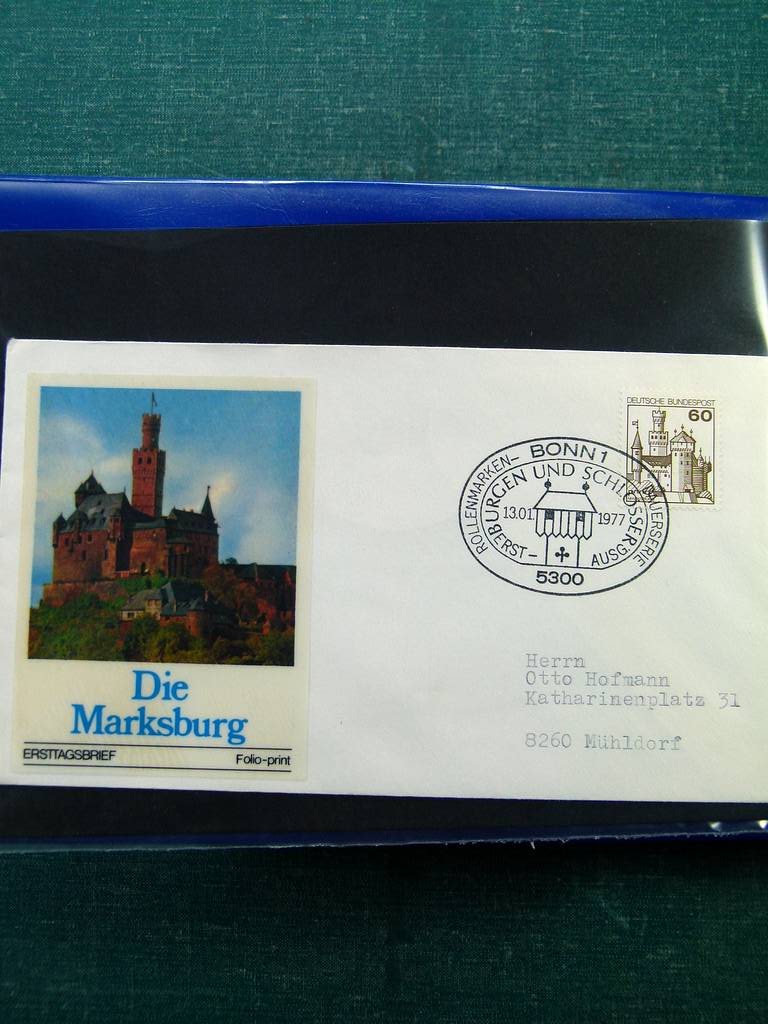 Die
Marksburg
ERSTTAGSBRIEF
Folio-print
DEUTSCHE BUNDESPOST
60
ROLLENMARKEN-
BONN 1
DAUERSERIE
BURGEN UND SCHLÖSSER
13.01
1977
ERST-
AUSG.
5300
Herrn
Otto Hofmann
Katharinenplatz 31
8260 Mühldorf